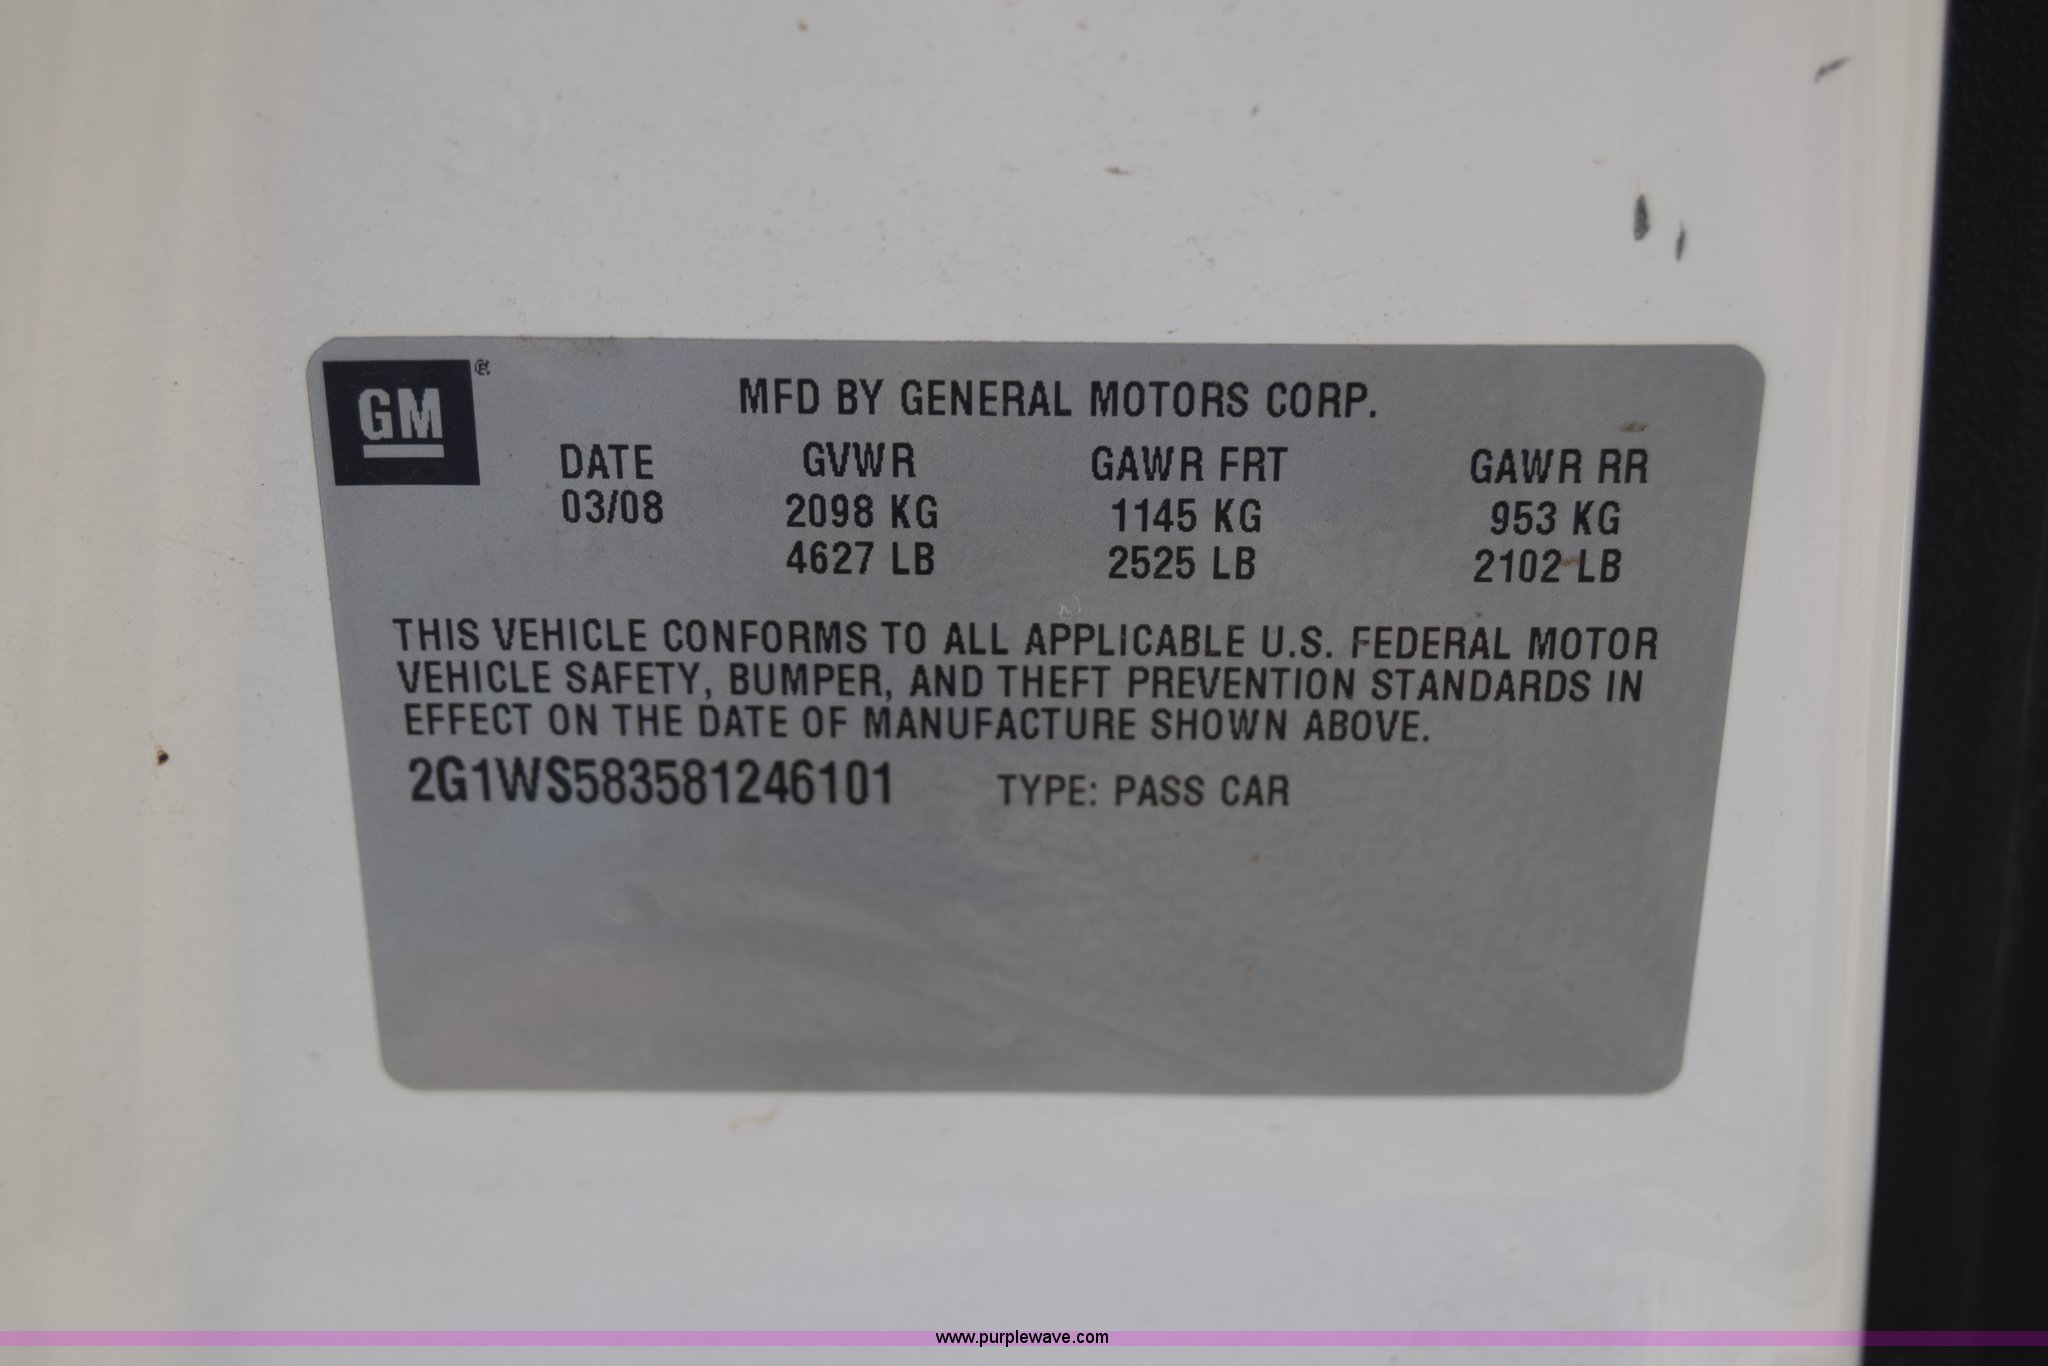 GM
®
MFD BY GENERAL MOTORS CORP.
DATE GVWR GAWR FRT GAWR RR
03/08 2098 KG 1145 KG 953 KG
4627 LB 2525 LB 2102 LB
THIS VEHICLE CONFORMS TO ALL APPLICABLE U.S. FEDERAL MOTOR
VEHICLE SAFETY, BUMPER, AND THEFT PREVENTION STANDARDS IN
EFFECT ON THE DATE OF MANUFACTURE SHOWN ABOVE.
2G1WS583581246101 TYPE: PASS CAR
www.purplewave.com